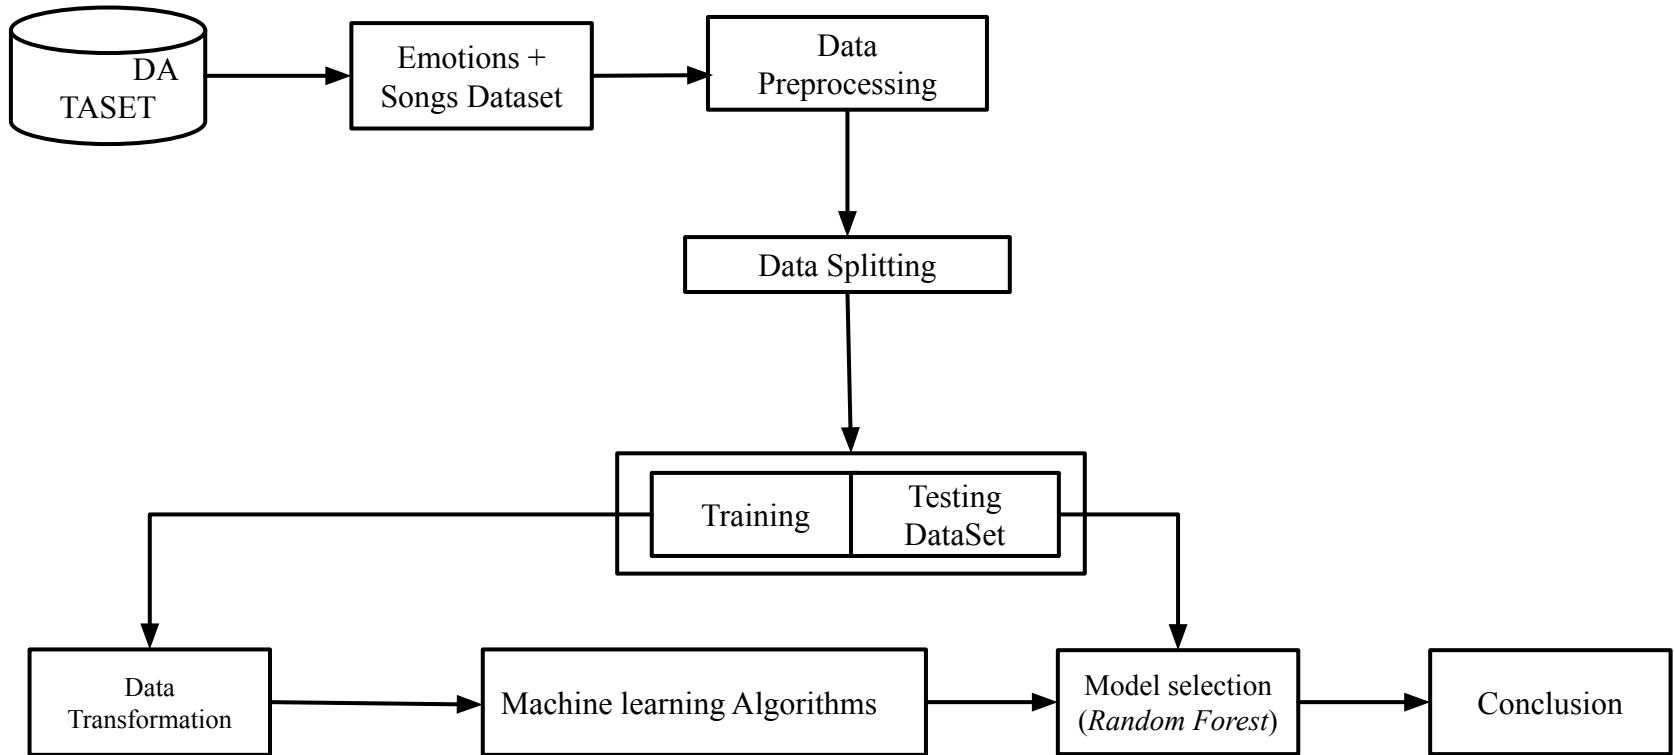 DA
TASET
Emotions +
Songs Dataset
Data
Preprocessing
Data Splitting
Training
Testing
DataSet
Data
Transformation
Machine learning Algorithms
Model selection
(Random Forest)
Conclusion